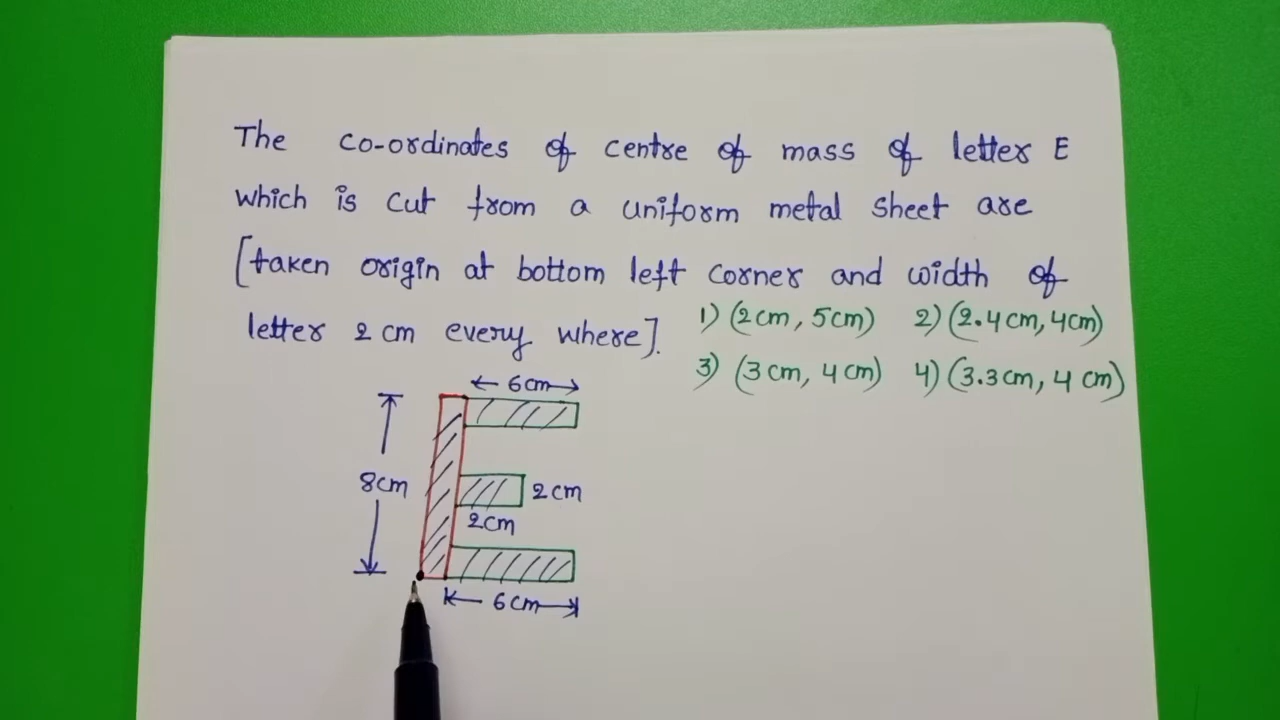 The co-ordinates of centre of mass of letter E
which is cut from a uniform metal sheet are
[taken origin at bottom left corner and width of
letter 2 cm every where].
1) (2cm, 5cm) 2) (2.4cm, 4cm)
3) (3cm, 4cm) 4) (3.3cm, 4 cm)
6cm
8cm
2cm
2cm
6cm